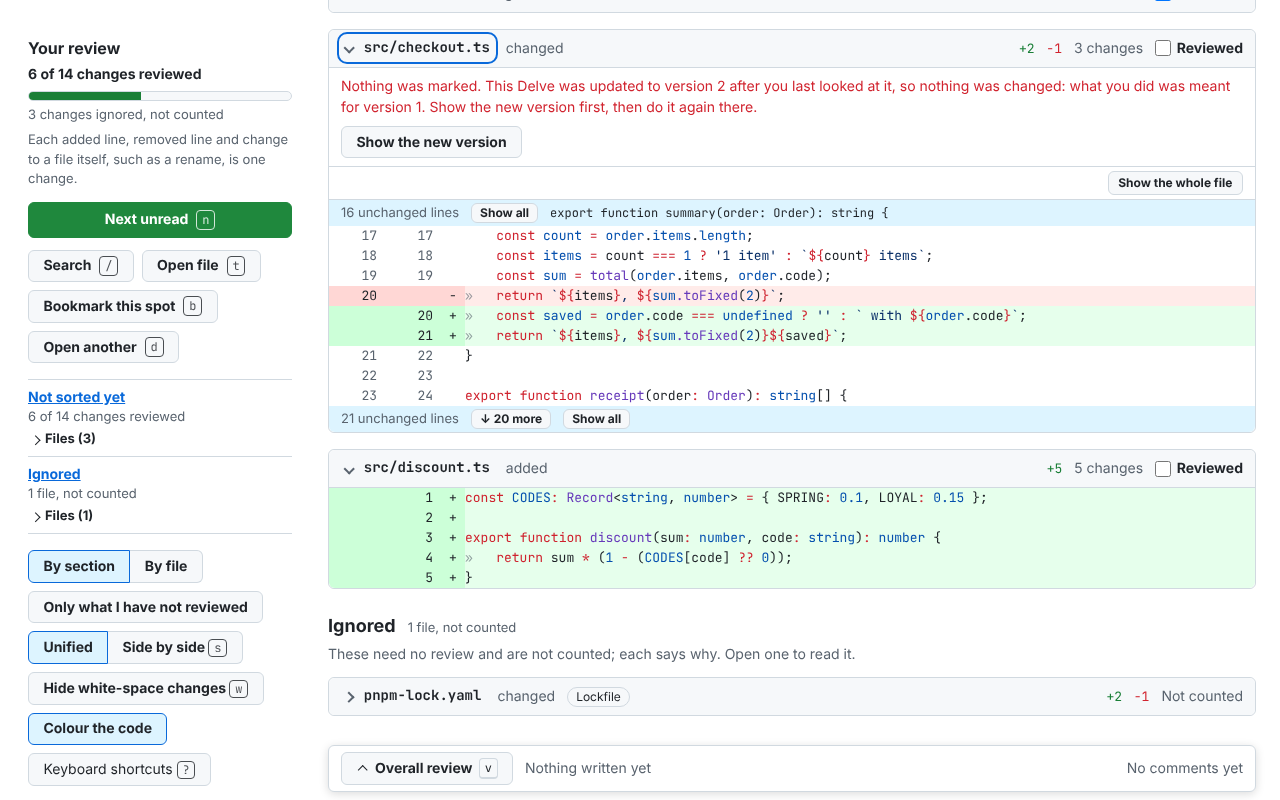 Your review
6 of 14 changes reviewed
3 changes ignored, not counted
Each added line, removed line and change
to a file itself, such as a rename, is one
change.
Next unread n
Search / Open file t
Bookmark this spot b
Open another d
Not sorted yet
6 of 14 changes reviewed
Files (3)
Ignored
1 file, not counted
Files (1)
By section By file
Only what I have not reviewed
Unified Side by side s
Hide white-space changes w
Colour the code
Keyboard shortcuts ?
src/checkout.ts changed +2 -1 3 changes Reviewed
Nothing was marked. This Delve was updated to version 2 after you last looked at it, so nothing was changed: what you did was meant
for version 1. Show the new version first, then do it again there.
Show the new version
Show the whole file
16 unchanged lines Show all export function summary(order: Order): string {
17 17 const count = order.items.length;
18 18 const items = count === 1 ? '1 item' : `${count} items`;
19 19 const sum = total(order.items, order.code);
20 - » return `${items}, ${sum.toFixed(2)}`;
20 + » const saved = order.code === undefined ? '' : ` with ${order.code}`;
21 + » return `${items}, ${sum.toFixed(2)}${saved}`;
21 22 }
22 23
23 24 export function receipt(order: Order): string[] {
21 unchanged lines ↓ 20 more Show all
src/discount.ts added +5 5 changes Reviewed
1 + const CODES: Record<string, number> = { SPRING: 0.1, LOYAL: 0.15 };
2 +
3 + export function discount(sum: number, code: string): number {
4 + » return sum * (1 - (CODES[code] ?? 0));
5 + }
Ignored 1 file, not counted
These need no review and are not counted; each says why. Open one to read it.
pnpm-lock.yaml changed Lockfile +2 -1 Not counted
Overall review v Nothing written yet No comments yet